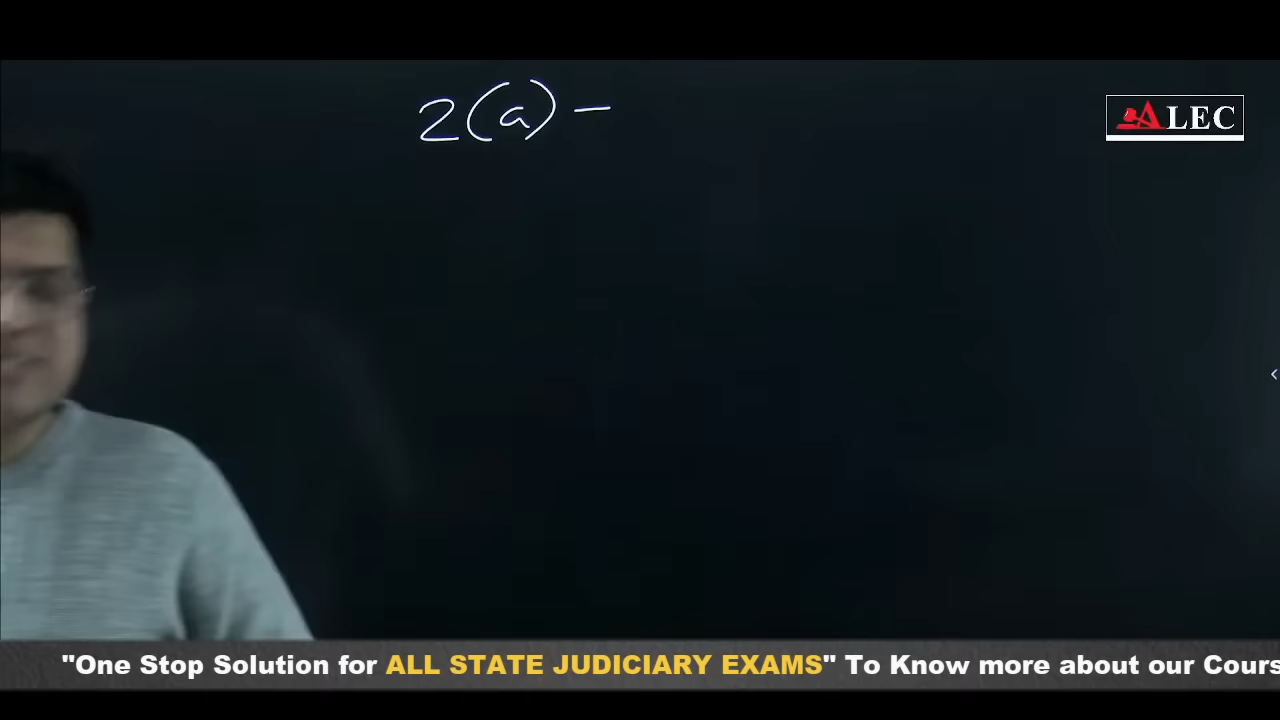 2(a) –
ALEC
"One Stop Solution for ALL STATE JUDICIARY EXAMS" To Know more about our Cours